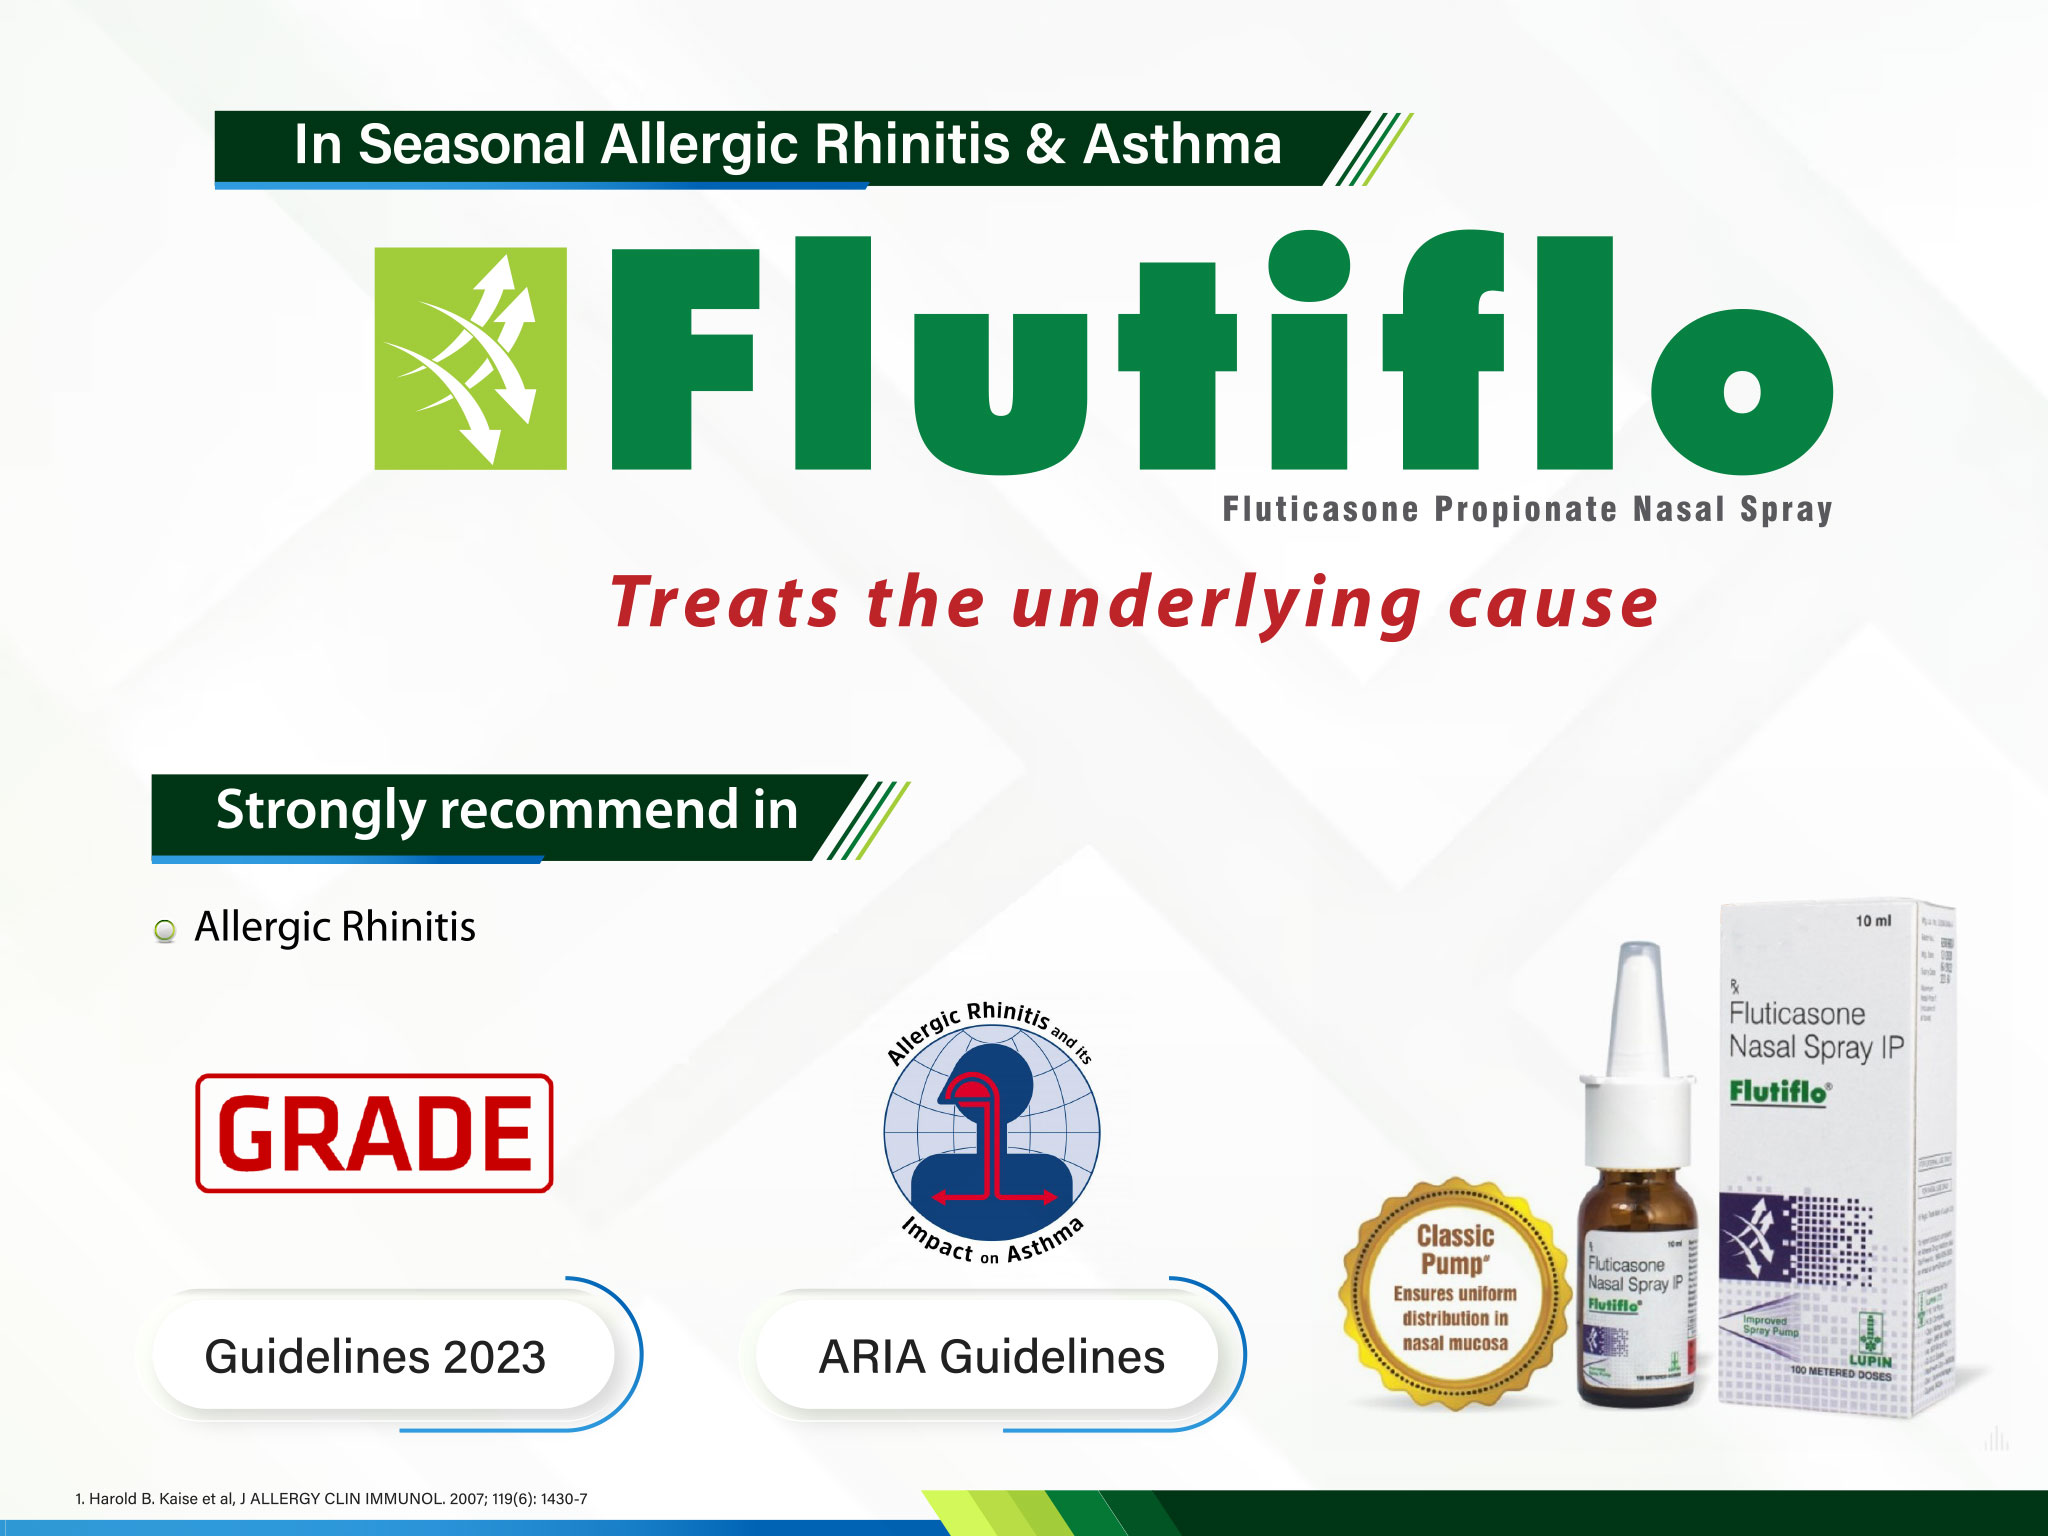 In Seasonal Allergic Rhinitis & Asthma
Flutiflo
Fluticasone Propionate Nasal Spray
Treats the underlying cause
Strongly recommend in
Allergic Rhinitis
GRADE
Guidelines 2023
Allergic Rhinitis and its
Impact on Asthma
ARIA Guidelines
Classic
Pump
Ensures uniform
distribution in
nasal mucosa
10 ml
Fluticasone
Nasal Spray IP
Flutiflo
10 ml
Rx
Fluticasone
Nasal Spray IP
Flutiflo®
Improved
Spray Pump
LUPIN
100 METERED DOSES
1. Harold B. Kaise et al, J ALLERGY CLIN IMMUNOL. 2007; 119(6): 1430-7